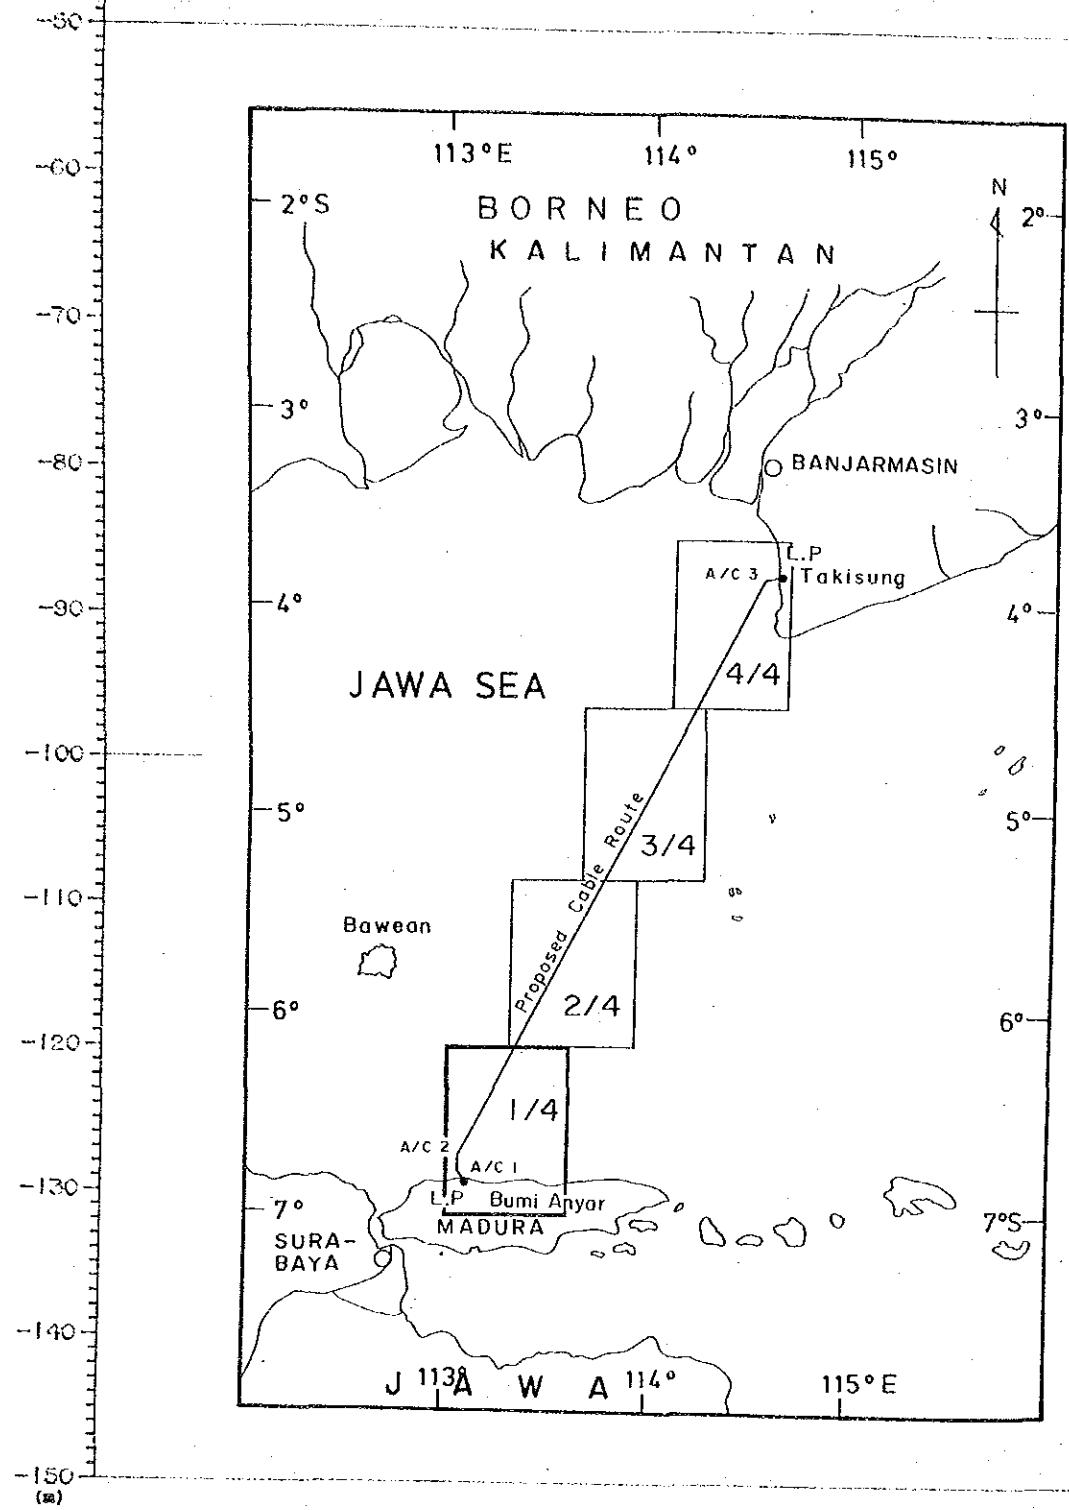 -50
-60
-70
-80
-90
-100
-110
-120
-130
-140
-150
(m)
113°E 114° 115°
2°S
BORNEO
KALIMANTAN
N
2°
3°
3°
BANJARMASIN
L.P
A/C 3
Takisung
4°
4°
4/4
JAWA SEA
5°
5°
3/4
Proposed Cable Route
Bawean
6°
6°
2/4
1/4
A/C 2
A/C 1
L.P
Bumi Anyar
7°
7°S
MADURA
SURA-
BAYA
JAWA
113° 114° 115°E